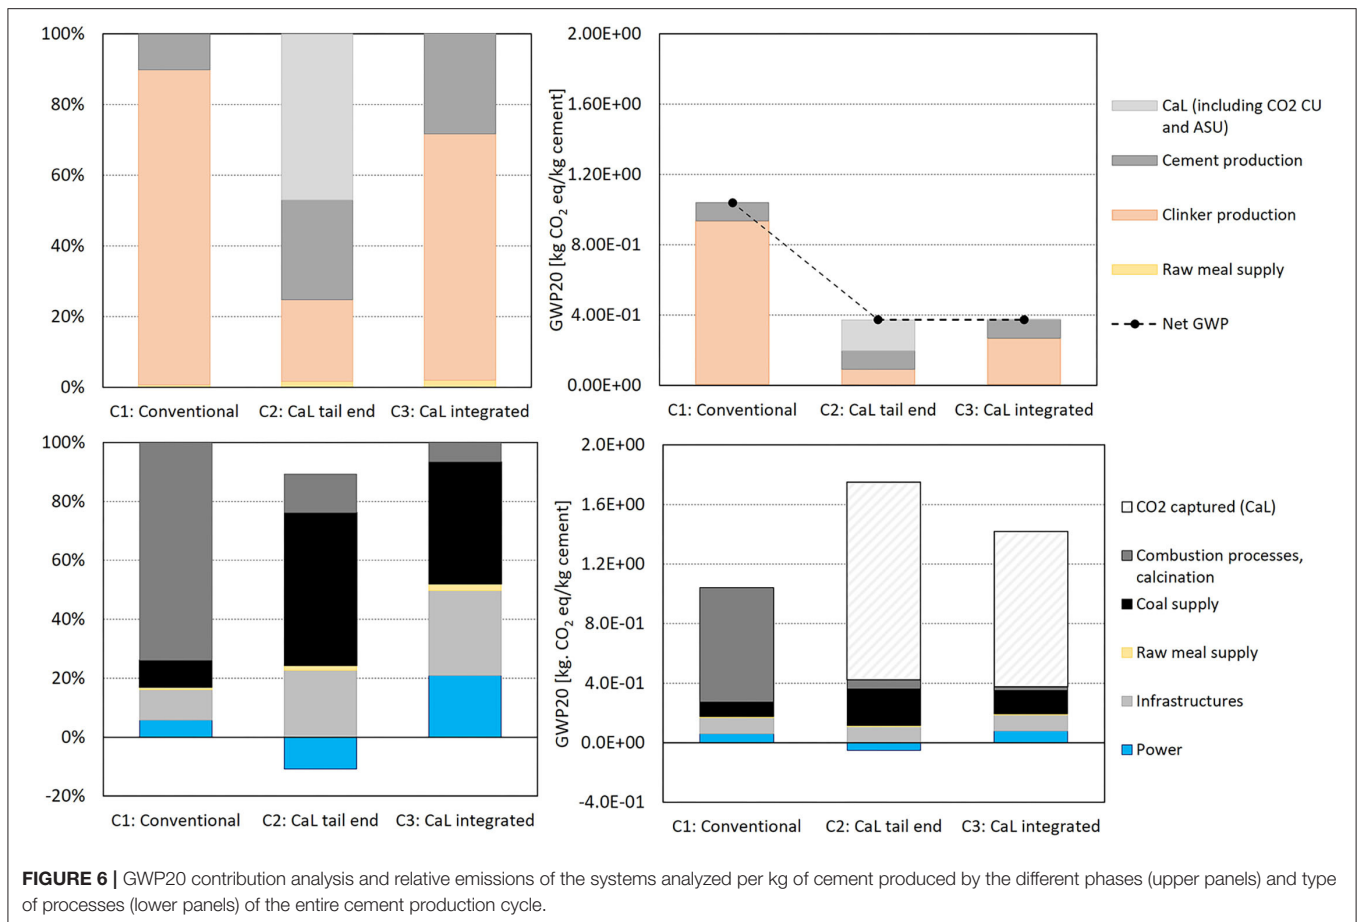 100%
80%
60%
40%
20%
0%
C1: Conventional
C2: CaL tail end
C3: CaL integrated
GWP20 [kg CO2 eq/kg cement]
2.00E+00
1.60E+00
1.20E+00
8.00E-01
4.00E-01
0.00E+00
C1: Conventional
C2: CaL tail end
C3: CaL integrated
CaL (including CO2 CU
and ASU)
Cement production
Clinker production
Raw meal supply
Net GWP
100%
80%
60%
40%
20%
0%
-20%
C1: Conventional
C2: CaL tail end
C3: CaL integrated
GWP20 [kg. CO2 eq/kg cement]
2.0E+00
1.6E+00
1.2E+00
8.0E-01
4.0E-01
0.0E+00
-4.0E-01
C1: Conventional
C2: CaL tail end
C3: CaL integrated
CO2 captured (CaL)
Combustion processes,
calcination
Coal supply
Raw meal supply
Infrastructures
Power
FIGURE 6 | GWP20 contribution analysis and relative emissions of the systems analyzed per kg of cement produced by the different phases (upper panels) and type
of processes (lower panels) of the entire cement production cycle.